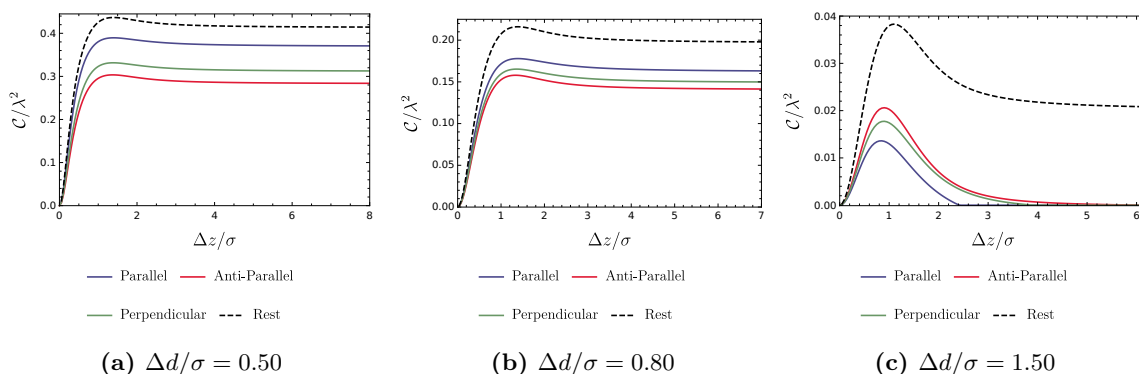 C/λ²
0.4
0.3
0.2
0.1
0.0
0 2 4 6 8
Δz/σ
Parallel Anti-Parallel
Perpendicular Rest
(a) Δd/σ = 0.50
C/λ²
0.20
0.15
0.10
0.05
0.00
0 1 2 3 4 5 6 7
Δz/σ
Parallel Anti-Parallel
Perpendicular Rest
(b) Δd/σ = 0.80
C/λ²
0.04
0.03
0.02
0.01
0.00
0 1 2 3 4 5 6
Δz/σ
Parallel Anti-Parallel
Perpendicular Rest
(c) Δd/σ = 1.50